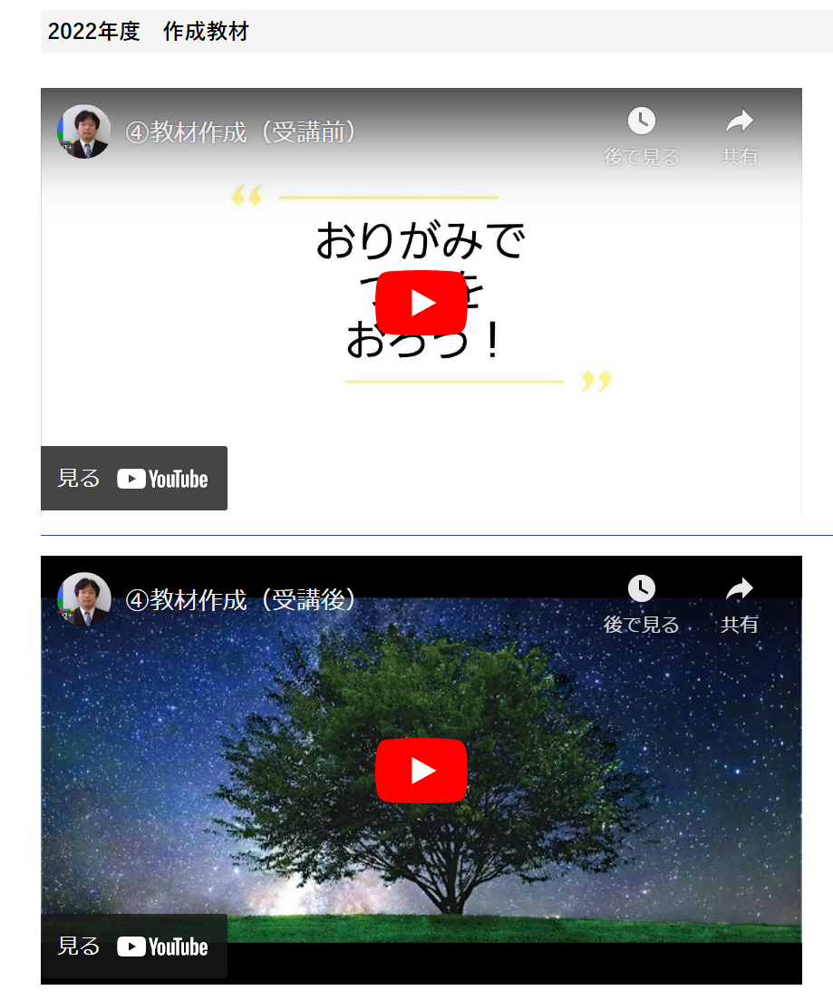 2022年度　作成教材
④教材作成（受講前）
後で見る
共有
おりがみで
を
おろう！
見る YouTube
④教材作成（受講後）
後で見る
共有
見る YouTube